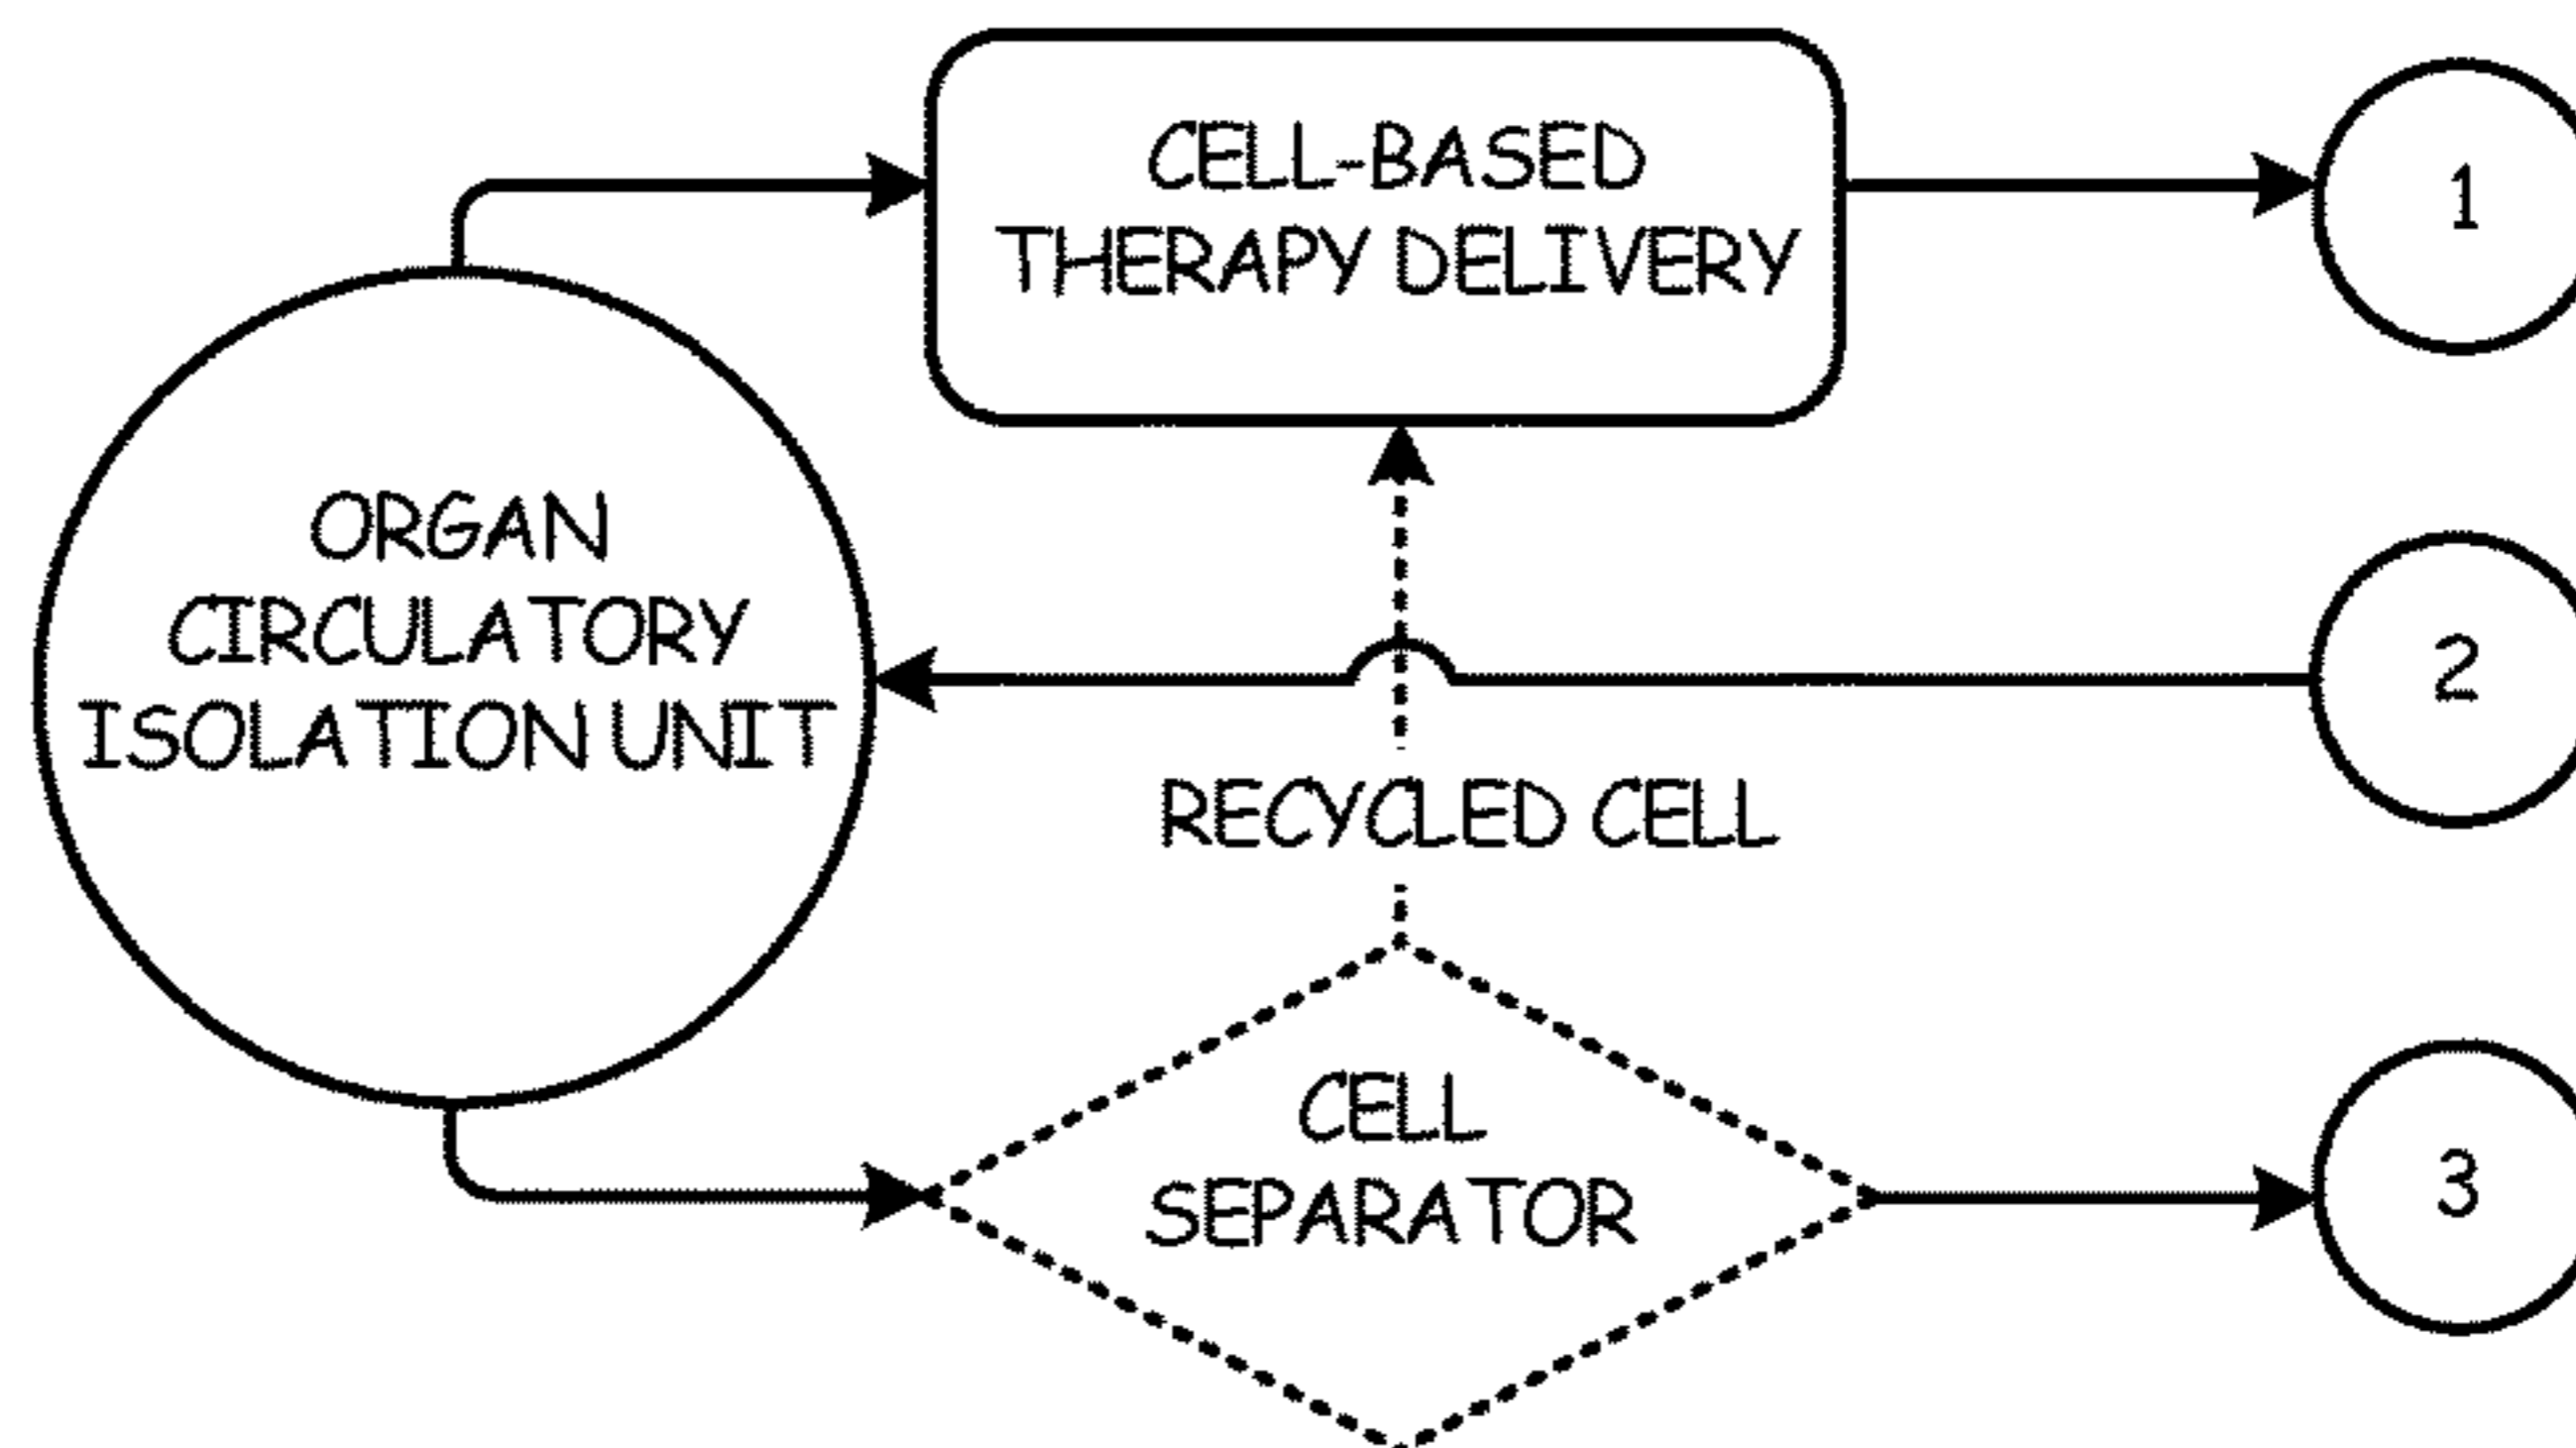 CELL-BASED
THERAPY DELIVERY
1
ORGAN
CIRCULATORY
ISOLATION UNIT
2
RECYCLED CELL
CELL
SEPARATOR
3